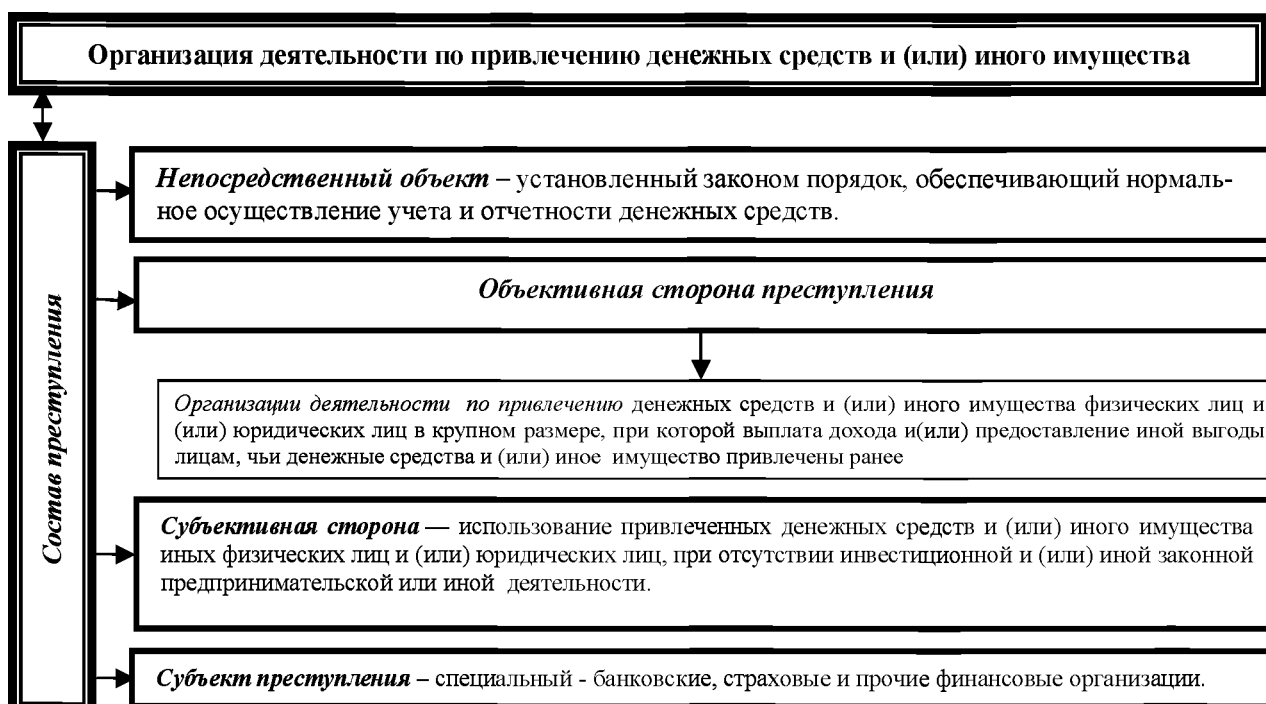 Организация деятельности по привлечению денежных средств и (или) иного имущества
Состав преступления
Непосредственный объект – установленный законом порядок, обеспечивающий нормаль-
ное осуществление учета и отчетности денежных средств.
Объективная сторона преступления
Организации деятельности по привлечению денежных средств и (или) иного имущества физических лиц и
(или) юридических лиц в крупном размере, при которой выплата дохода и(или) предоставление иной выгоды
лицам, чьи денежные средства и (или) иное имущество привлечены ранее
Субъективная сторона — использование привлеченных денежных средств и (или) иного имущества
иных физических лиц и (или) юридических лиц, при отсутствии инвестиционной и (или) иной законной
предпринимательской или иной деятельности.
Субъект преступления – специальный - банковские, страховые и прочие финансовые организации.